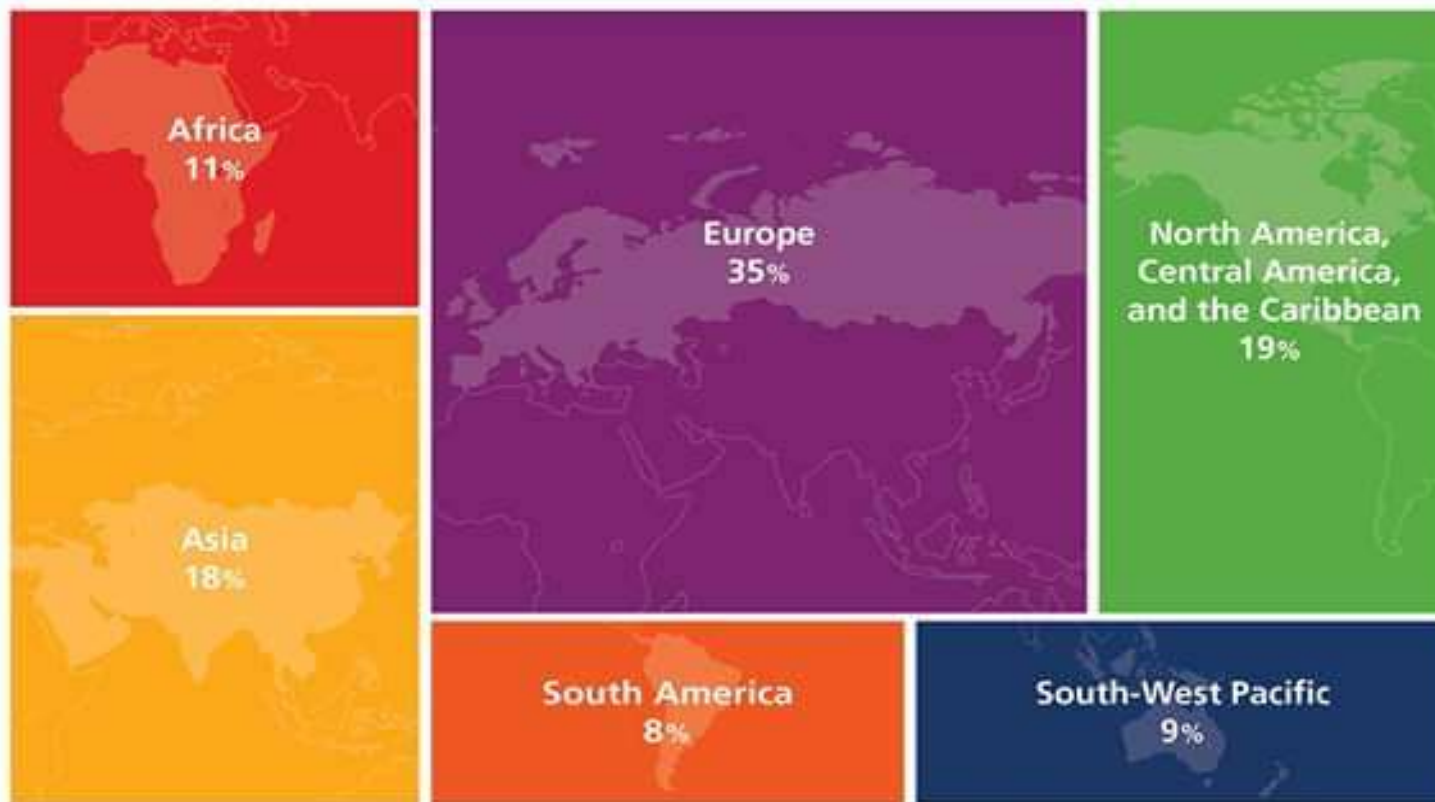 Africa
11%
Europe
35%
North America,
Central America,
and the Caribbean
19%
Asia
18%
South America
8%
South-West Pacific
9%